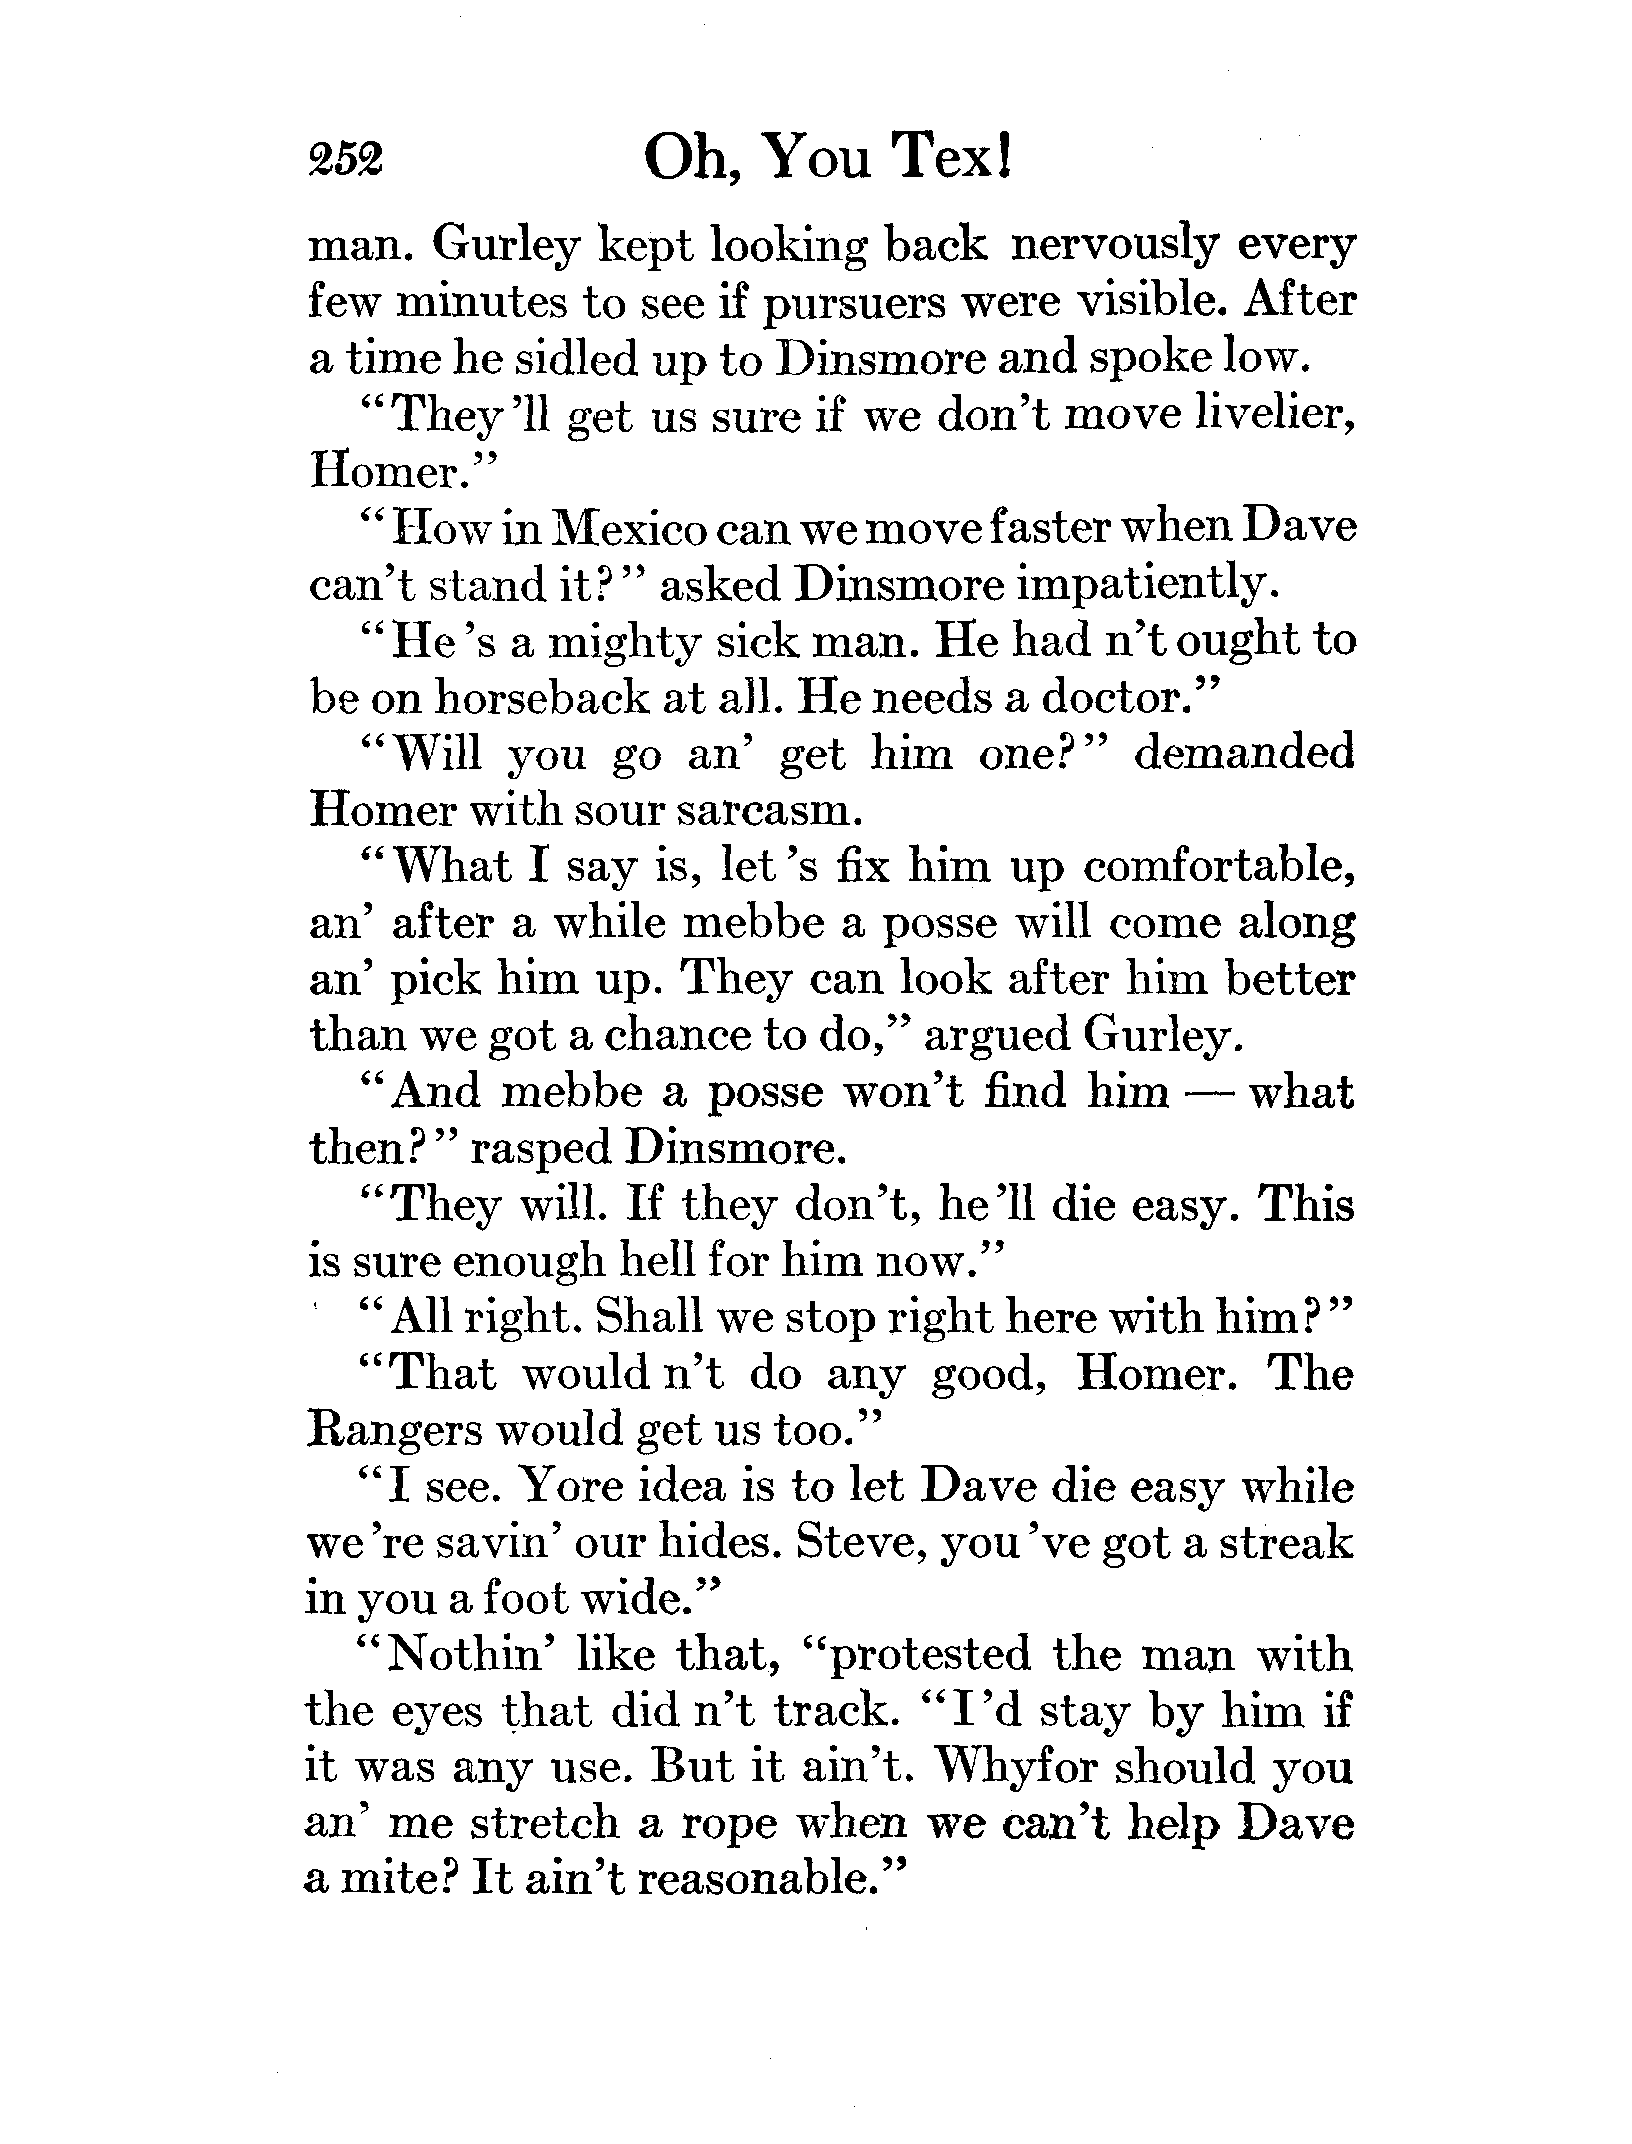 252 Oh, You Tex!
man. Gurley kept looking back nervously every
few minutes to see if pursuers were visible. After
a time he sidled up to Dinsmore and spoke low.
"They 'll get us sure if we don't move livelier,
Homer."
"How in Mexico can we move faster when Dave
can't stand it?" asked Dinsmore impatiently.
"He 's a mighty sick man. He had n't ought to
be on horseback at all. He needs a doctor."
"Will you go an' get him one?" demanded
Homer with sour sarcasm.
"What I say is, let 's fix him up comfortable,
an' after a while mebbe a posse will come along
an' pick him up. They can look after him better
than we got a chance to do," argued Gurley.
"And mebbe a posse won't find him — what
then?" rasped Dinsmore.
"They will. If they don't, he 'll die easy. This
is sure enough hell for him now."
"All right. Shall we stop right here with him?"
"That would n't do any good, Homer. The
Rangers would get us too."
"I see. Yore idea is to let Dave die easy while
we 're savin' our hides. Steve, you 've got a streak
in you a foot wide."
"Nothin' like that, "protested the man with
the eyes that did n't track. "I 'd stay by him if
it was any use. But it ain't. Whyfor should you
an' me stretch a rope when we can't help Dave
a mite? It ain't reasonable."